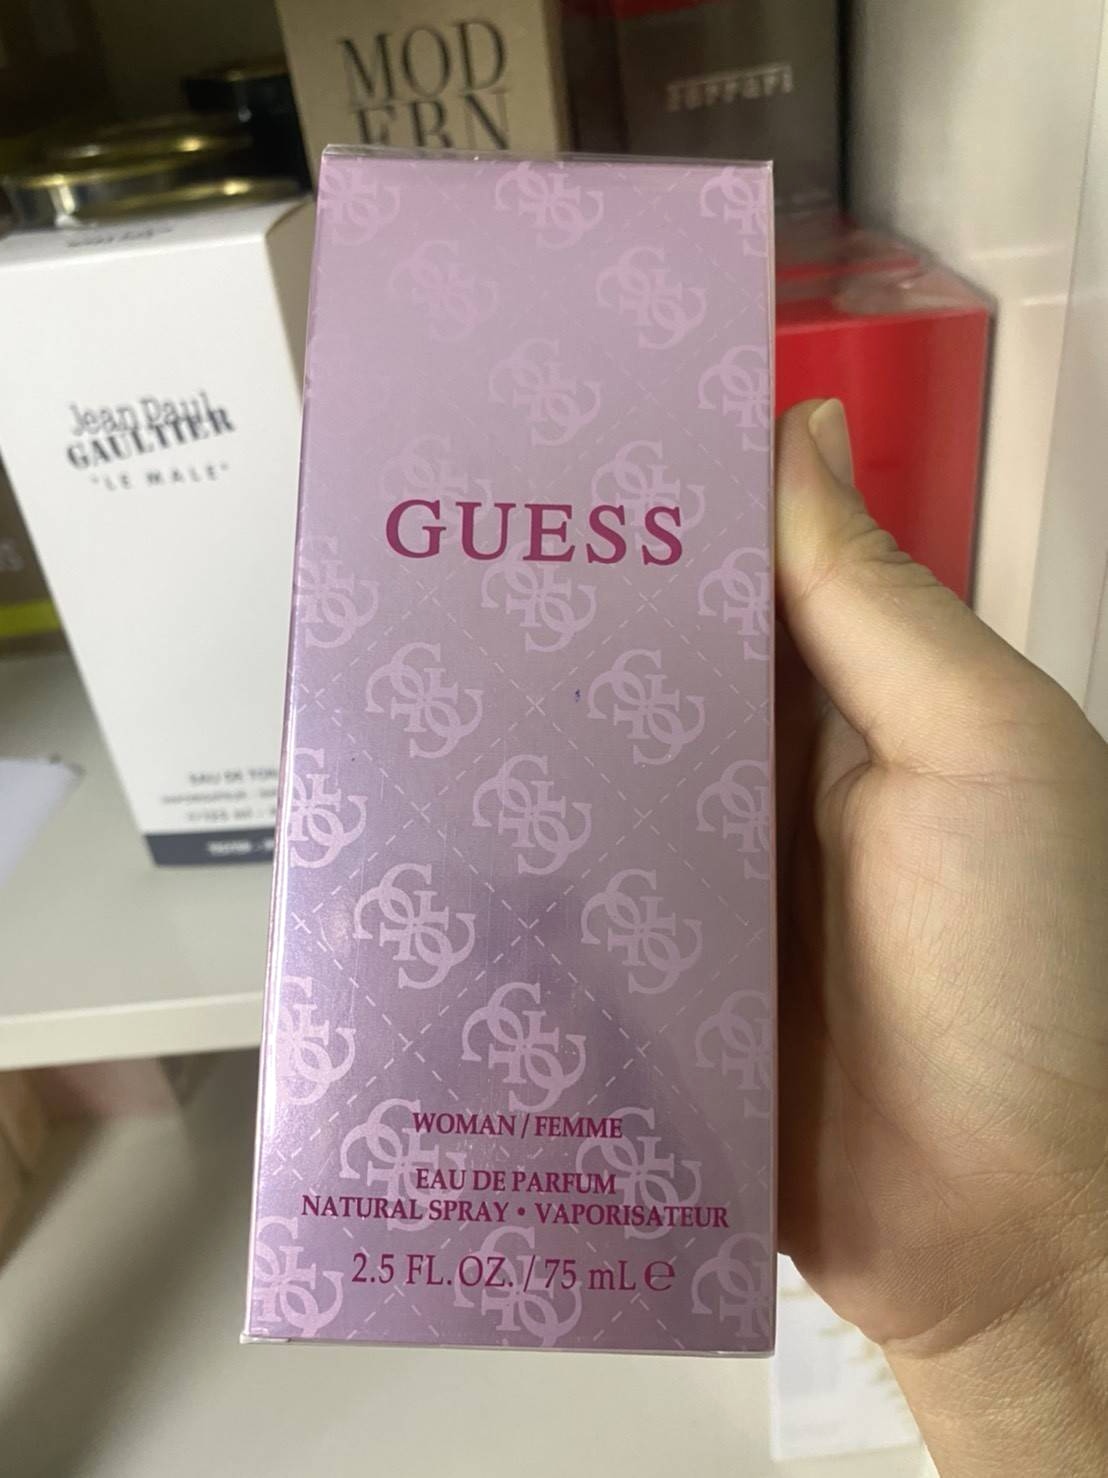 MOD
ERN
Ferrari
Jean Paul
GAULTIER
"LE MALE"
GUESS
WOMAN / FEMME
EAU DE PARFUM
NATURAL SPRAY • VAPORISATEUR
2.5 FL. OZ. / 75 mL ℮